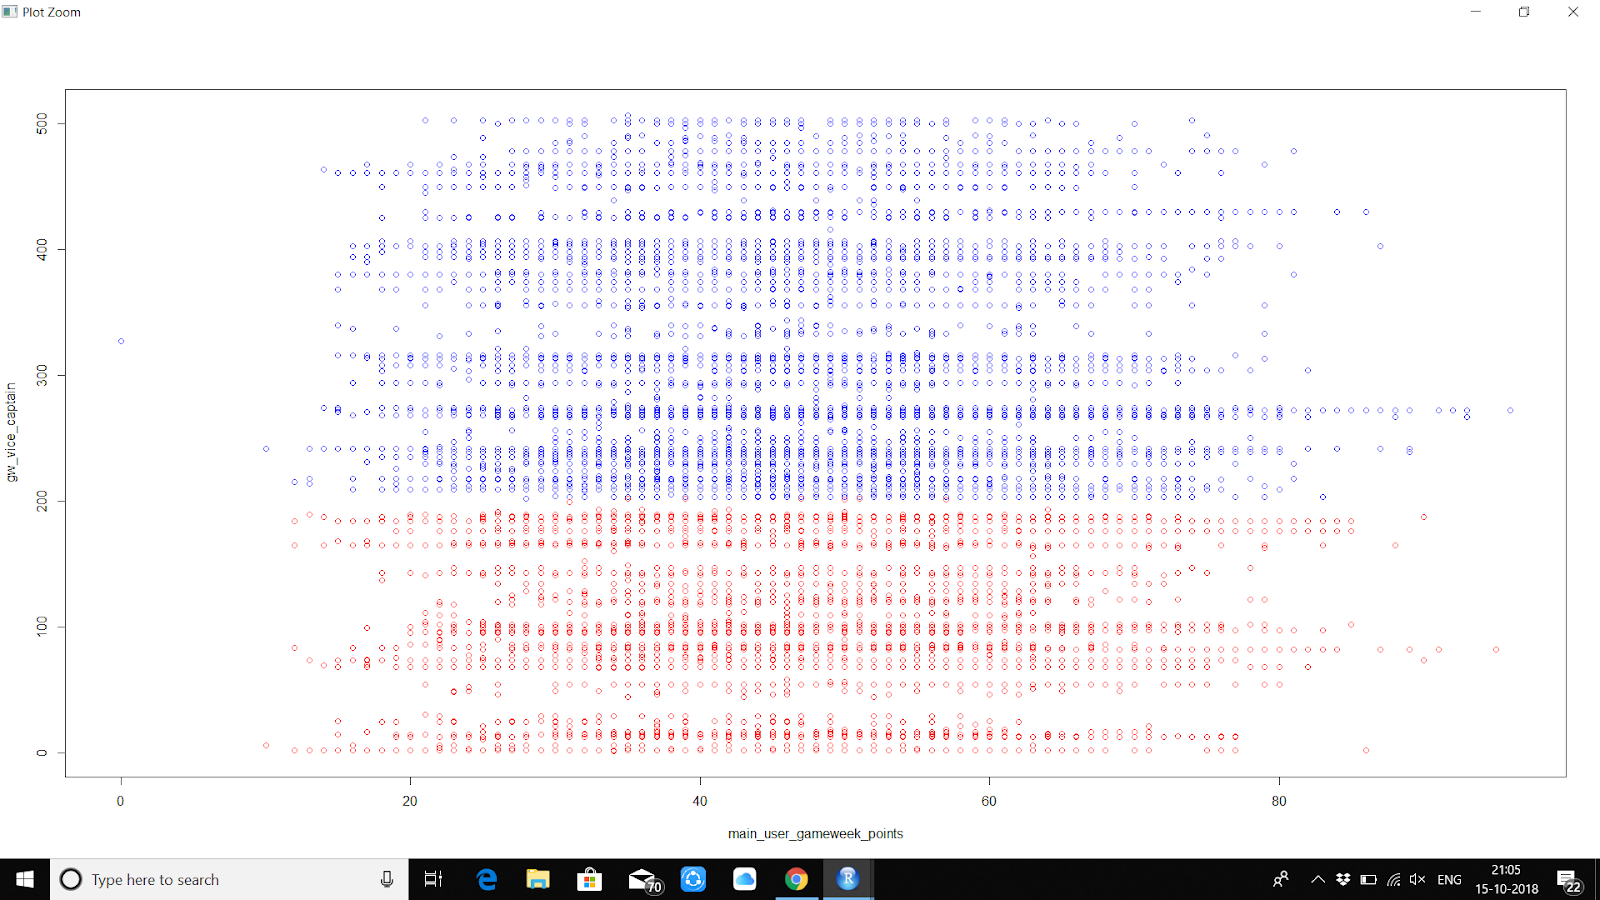 Plot Zoom
500
400
300
200
100
0
gw_vice_captain
0 20 40 60 80
main_user_gameweek_points
Type here to search
70
R
ENG
21:05
15-10-2018
22